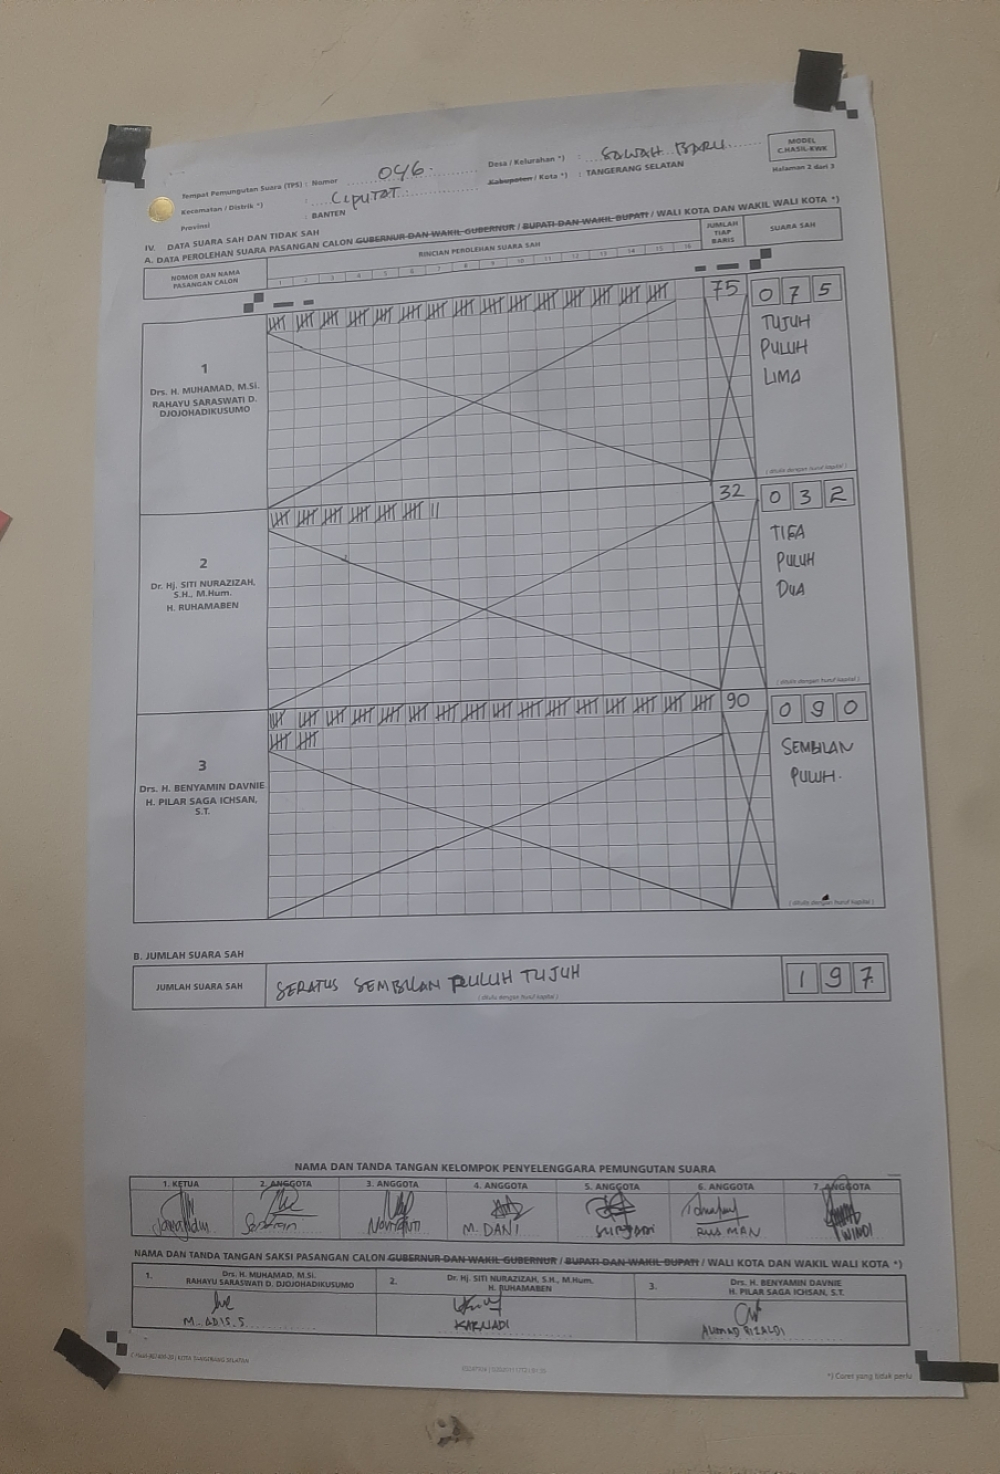 MODEL
C.HASIL-KWK
Halaman 2 dari 3
Tempat Pemungutan Suara (TPS) : Nomor 046.
Desa / Kelurahan *) : SAWAH BARU
Kecamatan / Distrik *) : CIPUTAT
Kabupaten / Kota *) : TANGERANG SELATAN
Provinsi : BANTEN
IV. DATA SUARA SAH DAN TIDAK SAH
A. DATA PEROLEHAN SUARA PASANGAN CALON GUBERNUR DAN WAKIL GUBERNUR / BUPATI DAN WAKIL BUPATI / WALI KOTA DAN WAKIL WALI KOTA *)
NOMOR DAN NAMA
PASANGAN CALON
RINCIAN PEROLEHAN SUARA SAH
1 2 3 4 5 6 7 8 9 10 11 12 13 14 15 16
JUMLAH
TIAP
BARIS
SUARA SAH
1
Drs. H. MUHAMAD, M.Si.
RAHAYU SARASWATI D.
DJOJOHADIKUSUMO
75
0 7 5
TUJUH
PULUH
LIMA
( ditulis dengan huruf kapital )
2
Dr. Hj. SITI NURAZIZAH,
S.H., M.Hum.
H. RUHAMABEN
32
0 3 2
TIGA
PULUH
DUA
( ditulis dengan huruf kapital )
3
Drs. H. BENYAMIN DAVNIE
H. PILAR SAGA ICHSAN,
S.T.
90
0 9 0
SEMBILAN
PULUH.
( ditulis dengan huruf kapital )
B. JUMLAH SUARA SAH
JUMLAH SUARA SAH
SERATUS SEMBILAN PULUH TUJUH
( ditulis dengan huruf kapital )
1 9 7
NAMA DAN TANDA TANGAN KELOMPOK PENYELENGGARA PEMUNGUTAN SUARA
1. KETUA 2. ANGGOTA 3. ANGGOTA 4. ANGGOTA 5. ANGGOTA 6. ANGGOTA 7. ANGGOTA
M. DANI RUSMAN WINDI
NAMA DAN TANDA TANGAN SAKSI PASANGAN CALON GUBERNUR DAN WAKIL GUBERNUR / BUPATI DAN WAKIL BUPATI / WALI KOTA DAN WAKIL WALI KOTA *)
1. Drs. H. MUHAMAD, M.Si.
RAHAYU SARASWATI D. DJOJOHADIKUSUMO
2. Dr. Hj. SITI NURAZIZAH, S.H., M.Hum.
H. RUHAMABEN
3. Drs. H. BENYAMIN DAVNIE
H. PILAR SAGA ICHSAN, S.T.
KARNADI
AHMAD RIZALDI
KOTA TANGERANG SELATAN
*) Coret yang tidak perlu